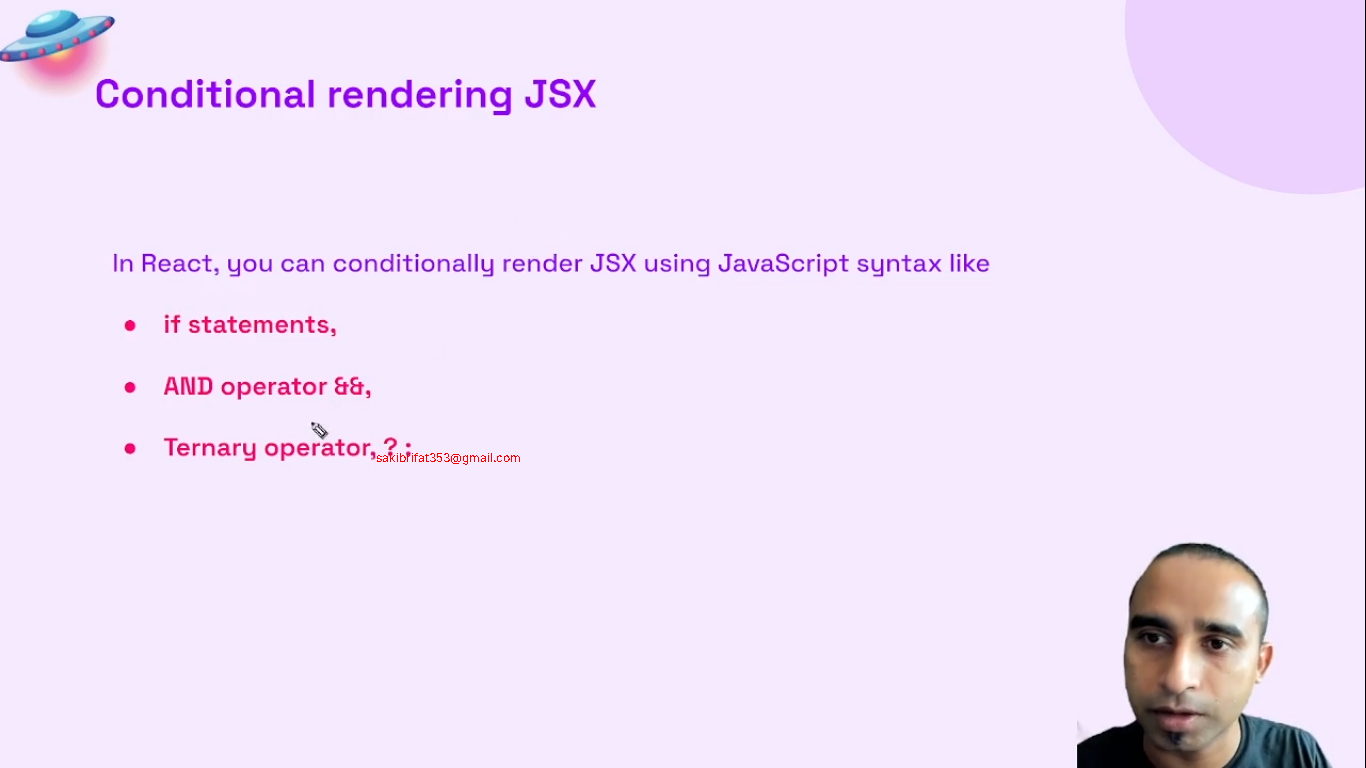 Conditional rendering JSX
In React, you can conditionally render JSX using JavaScript syntax like
● if statements,
● AND operator &&,
● Ternary operator, ? :
sakibrifat353@gmail.com